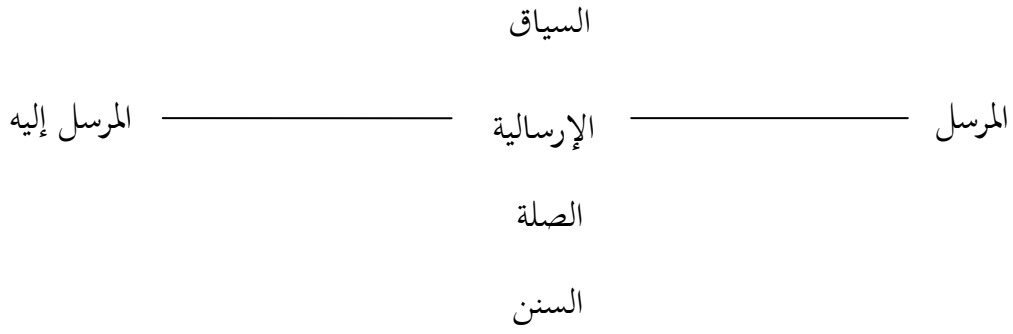 السياق
المرسل الإرسالية المرسل إليه
الصلة
السنن